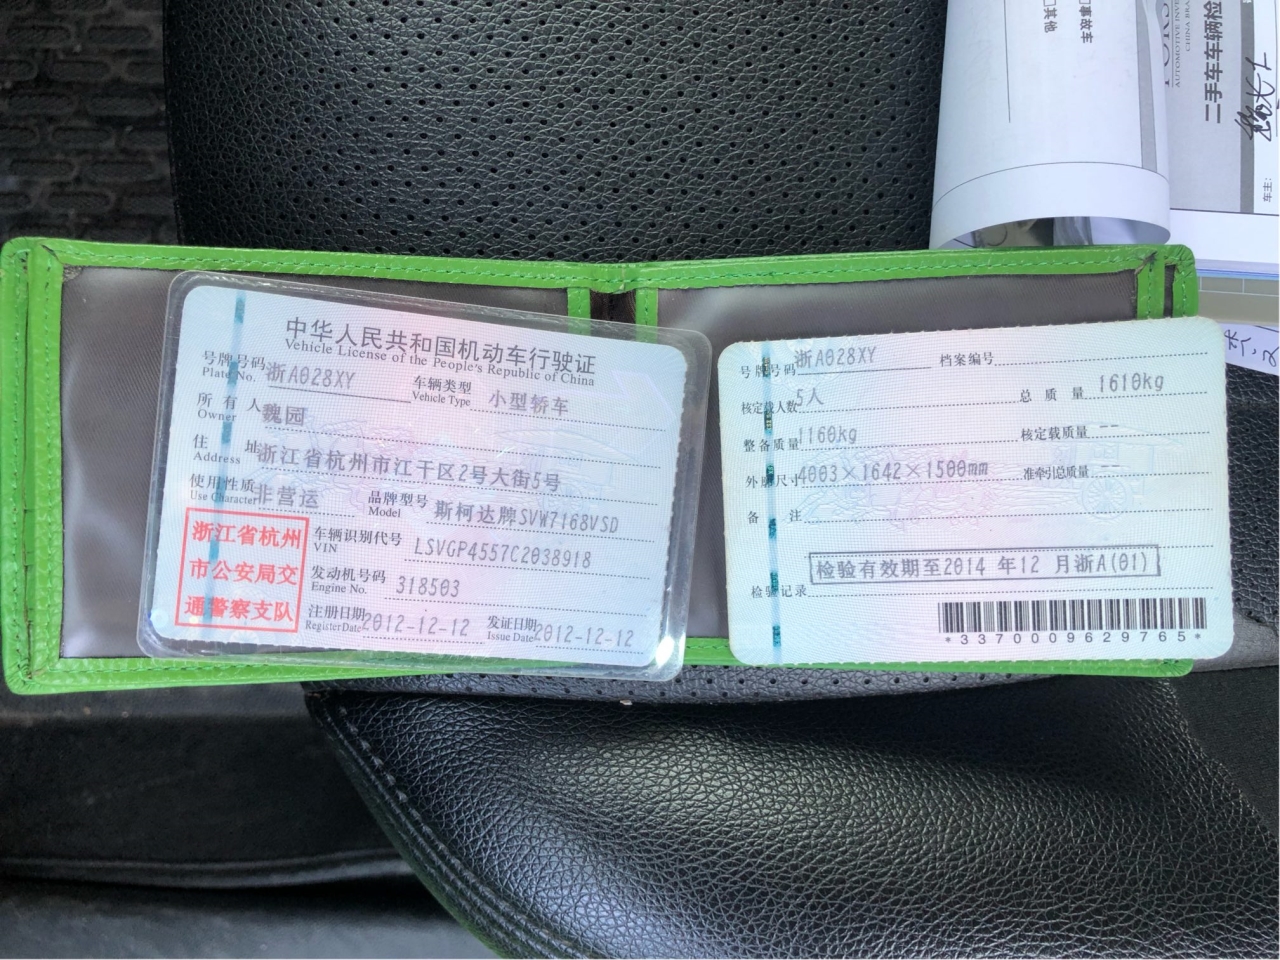 中华人民共和国机动车行驶证
Vehicle License of the People's Republic of China
号牌号码 浙A028XY 车辆类型 小型轿车
Plate No. Vehicle Type
所有人 魏园
Owner
住址 浙江省杭州市江干区2号大街5号
Address
使用性质 非营运 品牌型号 斯柯达牌SVW7168VSD
Use Character Model
浙江省杭州
市公安局交
通警察支队
车辆识别代号 LSVGP4557C2038918
VIN
发动机号码 318503
Engine No.
注册日期 2012-12-12 发证日期 2012-12-12
Register Date Issue Date
号牌号码 浙A028XY 档案编号
核定载人数 5人 总质量 1610kg
整备质量 1160kg 核定载质量 --
外廓尺寸 4003×1642×1500mm 准牵引总质量 --
备注
检验有效期至2014 年12 月浙A(01)
检验记录
*3370009629765*
□事故车
□其他
AUTOMOTIVE INVE
CHINA BRA
二手车车辆检
车主: